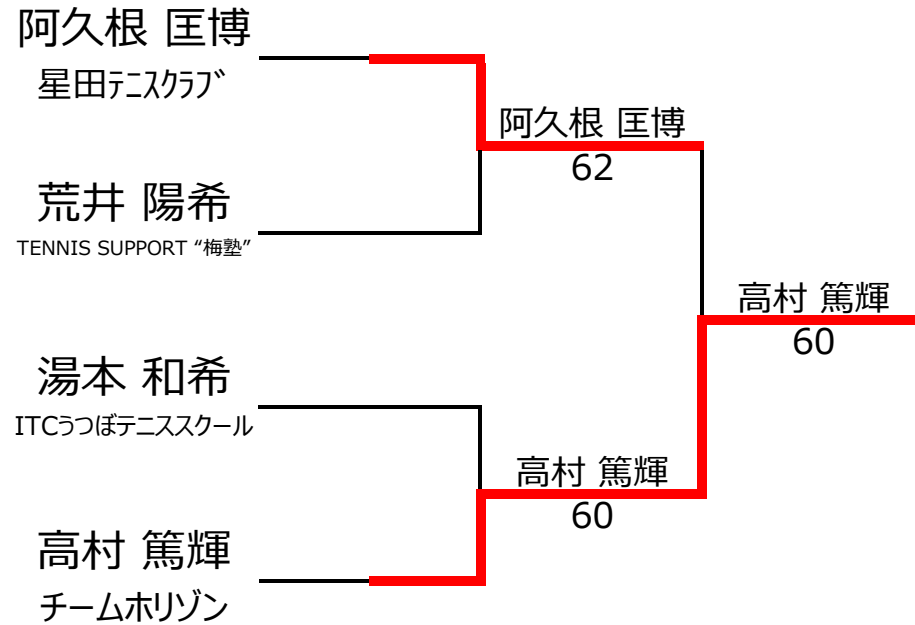 阿久根 匡博
星田ﾃﾆｽｸﾗﾌﾞ
阿久根 匡博
62
荒井 陽希
TENNIS SUPPORT “梅塾”
高村 篤輝
60
湯本 和希
ITCうつぼテニススクール
高村 篤輝
60
高村 篤輝
チームホリゾン